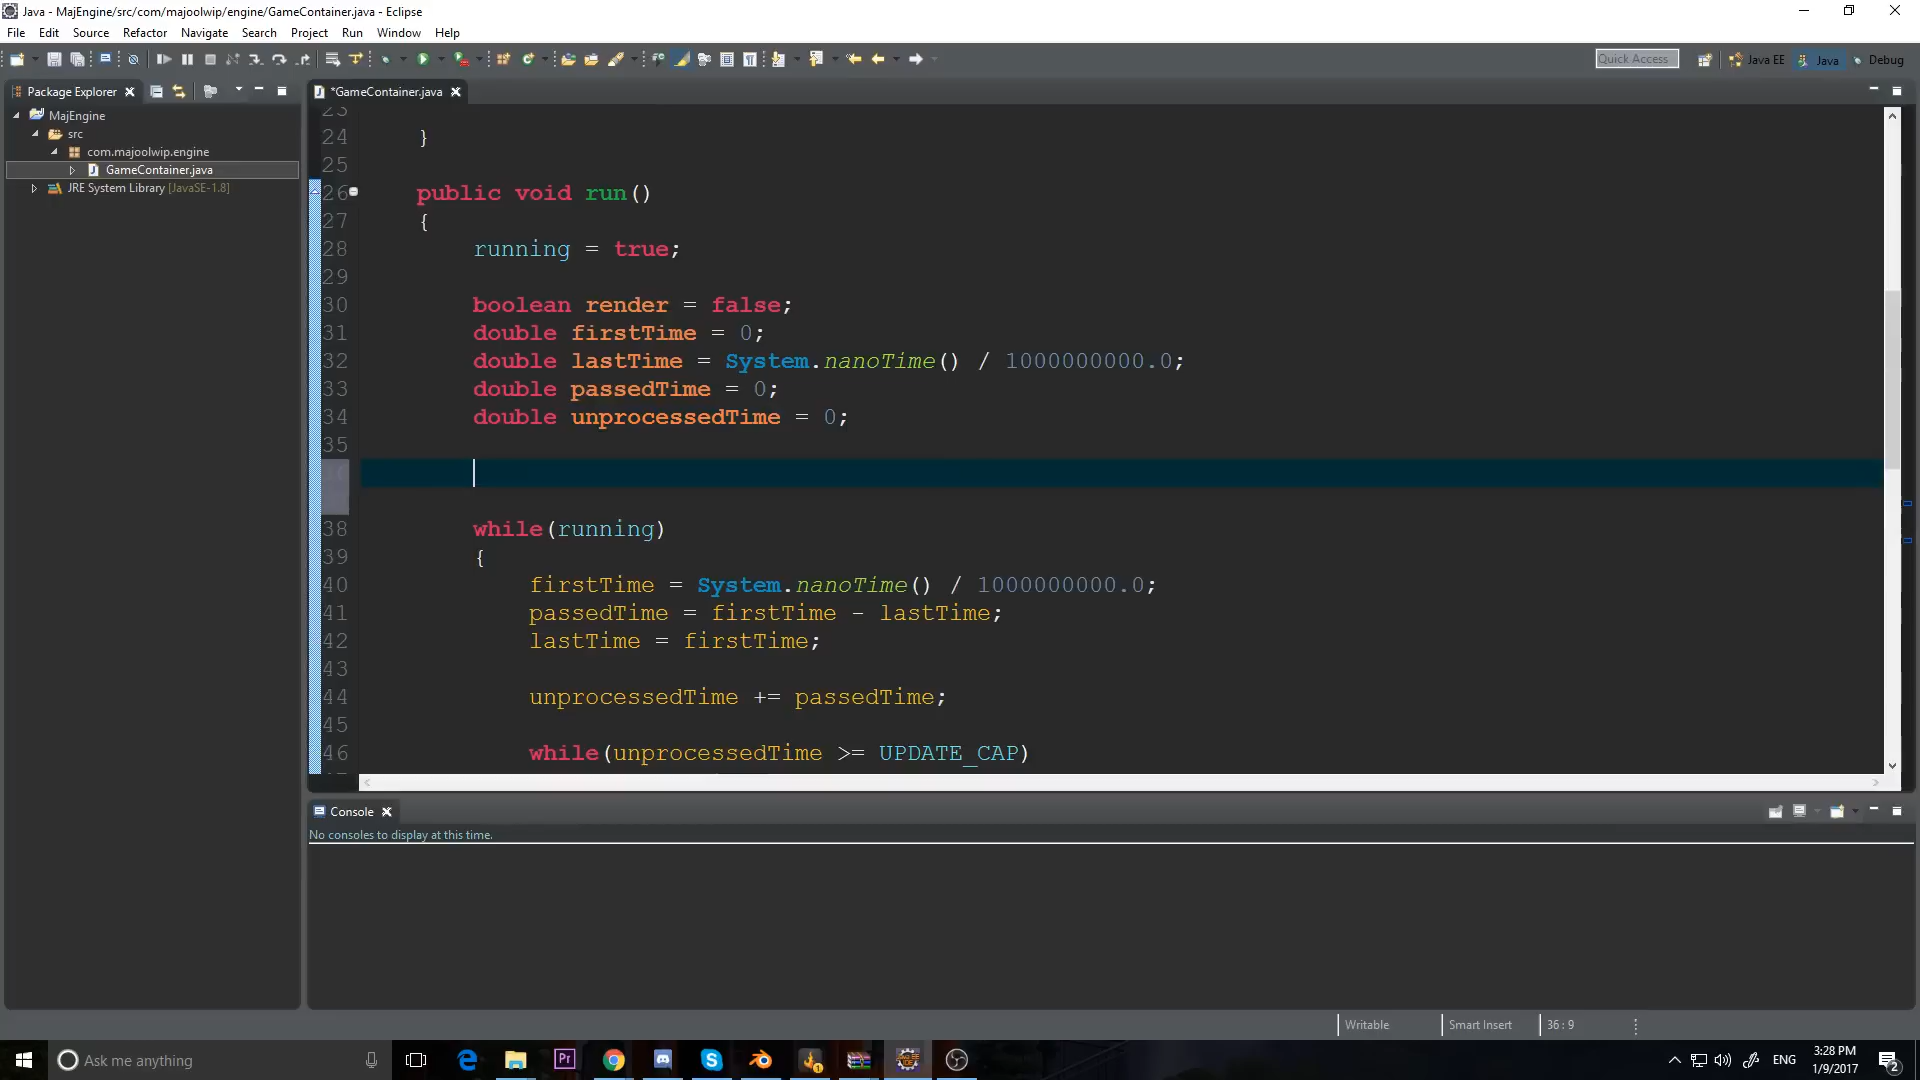 Java - MajEngine/src/com/majoolwip/engine/GameContainer.java - Eclipse
File Edit Source Refactor Navigate Search Project Run Window Help
Quick Access Java EE Java Debug
Package Explorer
*GameContainer.java
MajEngine
src
com.majoolwip.engine
GameContainer.java
JRE System Library [JavaSE-1.8]
23
24 }
25
26 public void run()
27 {
28 running = true;
29
30 boolean render = false;
31 double firstTime = 0;
32 double lastTime = System.nanoTime() / 1000000000.0;
33 double passedTime = 0;
34 double unprocessedTime = 0;
35
38 while(running)
39 {
40 firstTime = System.nanoTime() / 1000000000.0;
41 passedTime = firstTime - lastTime;
42 lastTime = firstTime;
43
44 unprocessedTime += passedTime;
45
46 while(unprocessedTime >= UPDATE_CAP)
Console
No consoles to display at this time.
Writable Smart Insert 36 : 9
Ask me anything
Pr
ENG
3:28 PM
1/9/2017
2